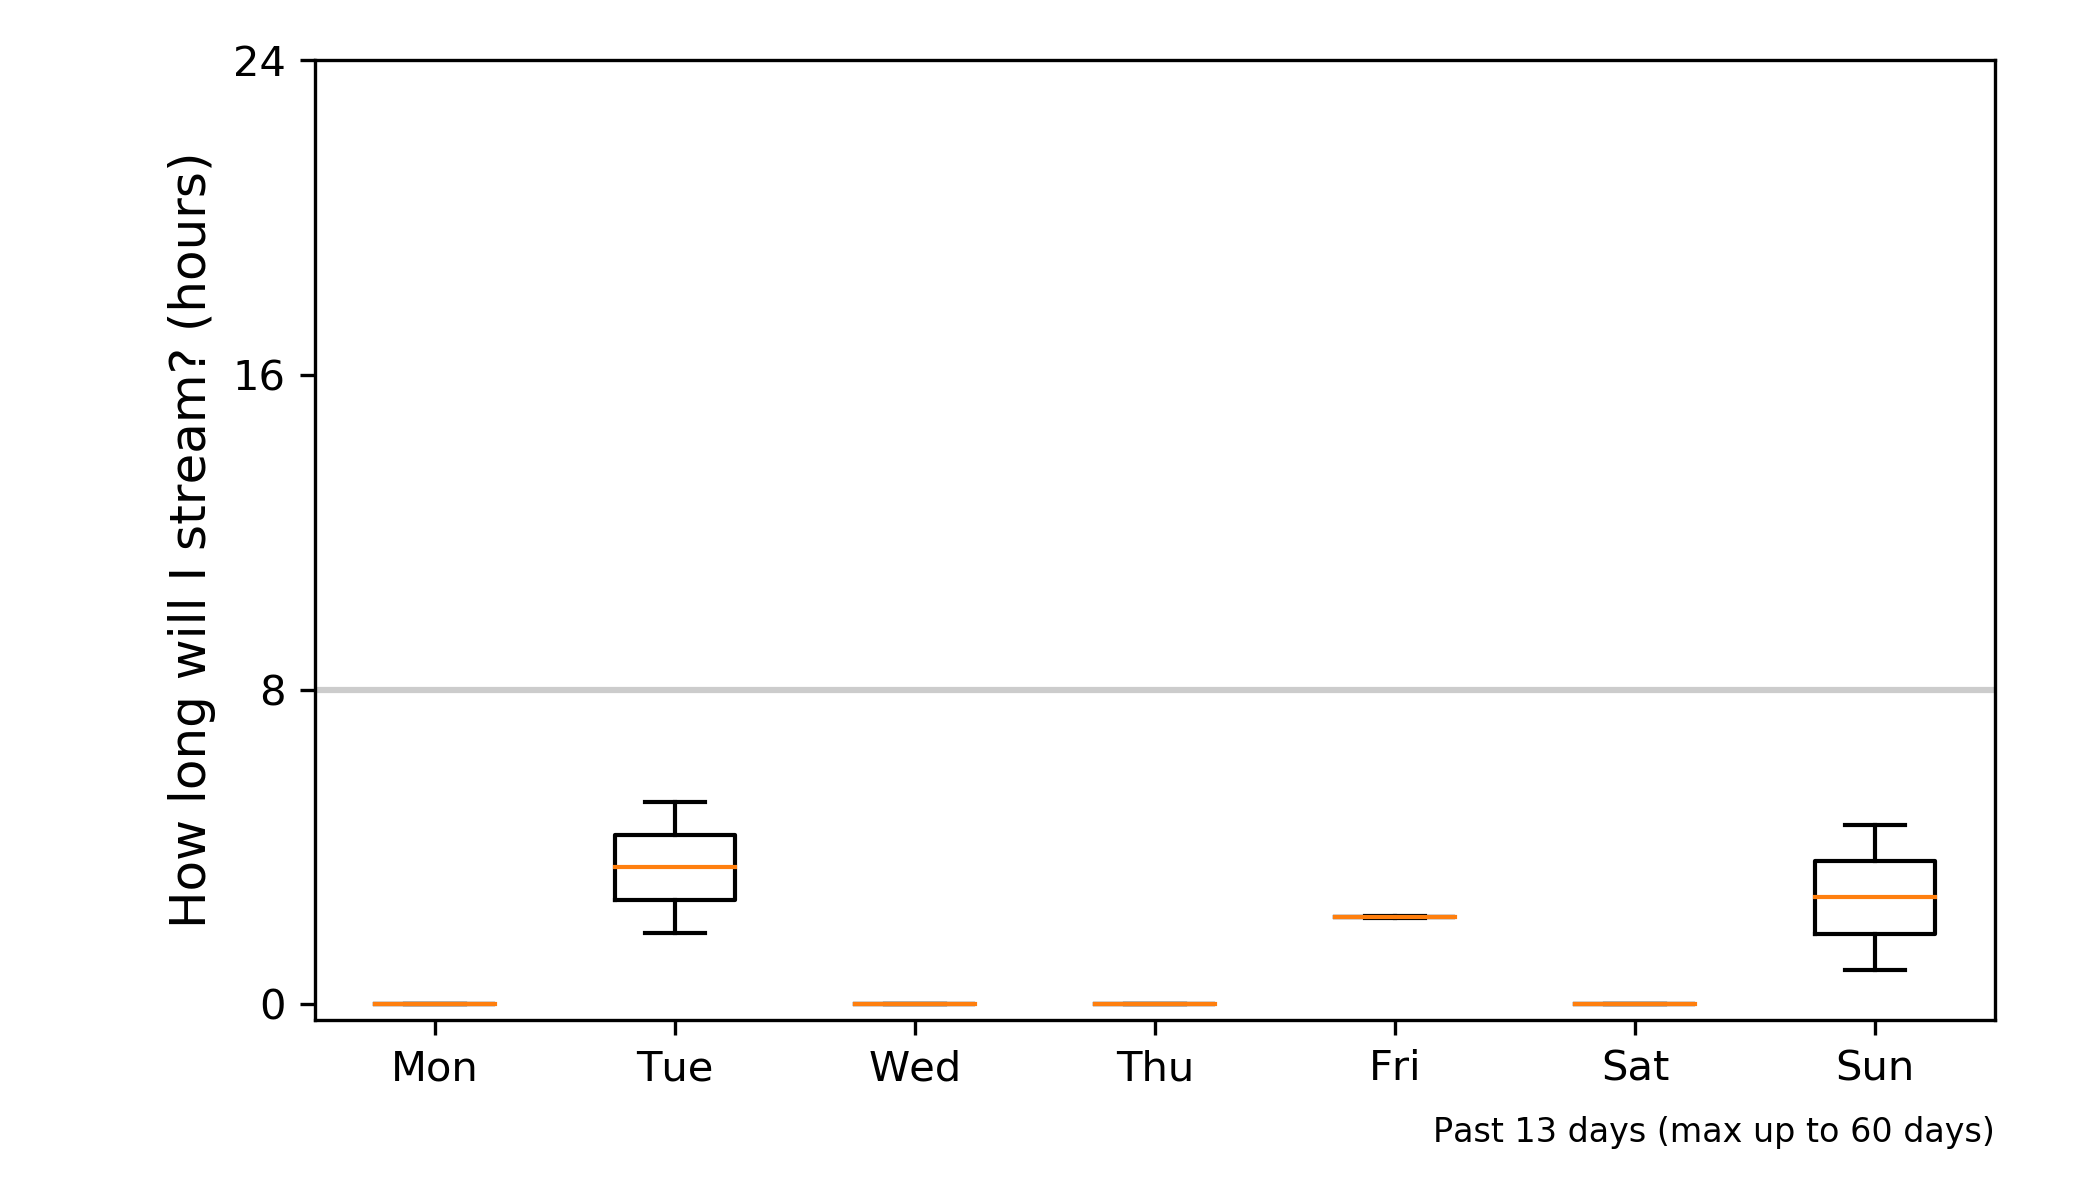 How long will I stream? (hours)
24
16
8
0
Mon Tue Wed Thu Fri Sat Sun
Past 13 days (max up to 60 days)